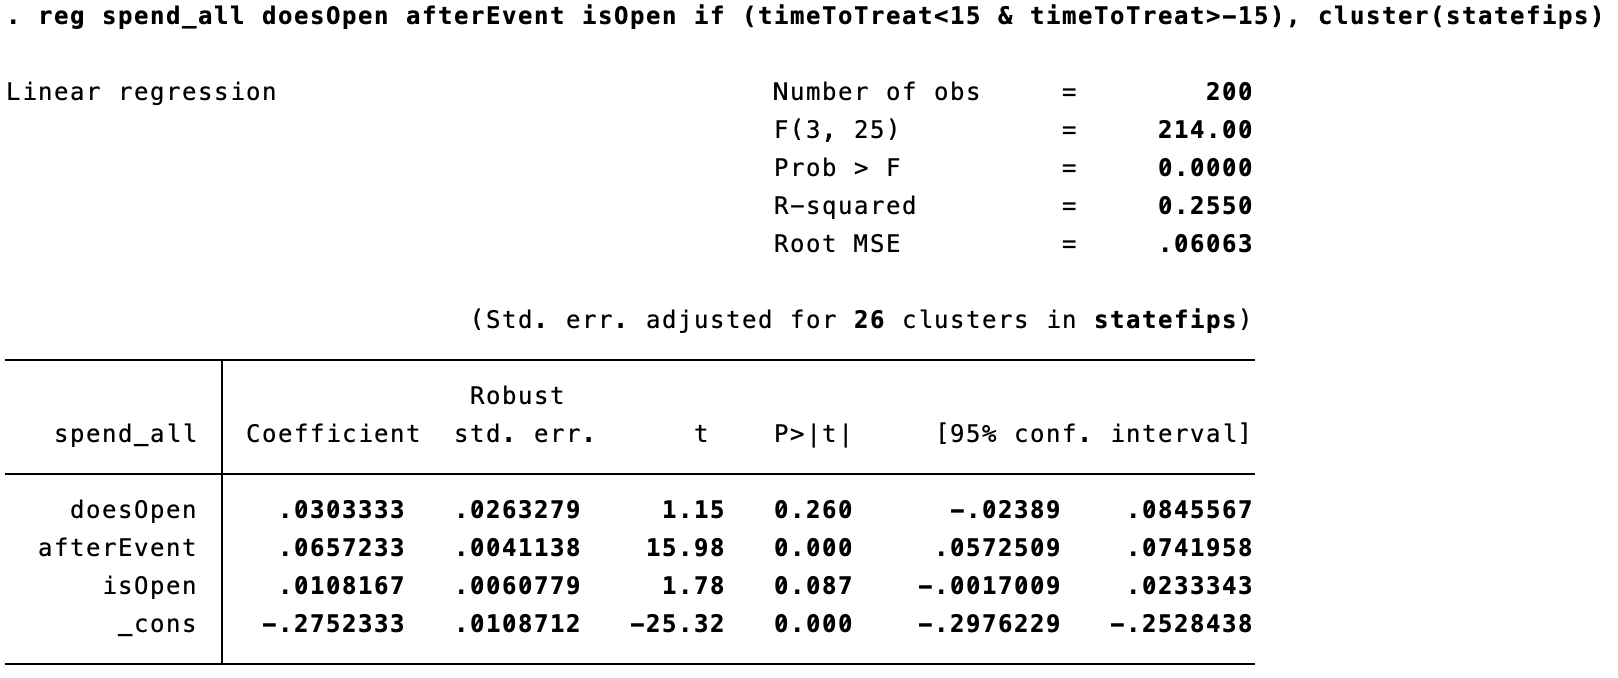 . reg spend_all doesOpen afterEvent isOpen if (timeToTreat<15 & timeToTreat>-15), cluster(statefips)
Linear regression Number of obs = 200
F(3, 25) = 214.00
Prob > F = 0.0000
R-squared = 0.2550
Root MSE = .06063
(Std. err. adjusted for 26 clusters in statefips)
Robust
spend_all Coefficient std. err. t P>|t| [95% conf. interval]
doesOpen .0303333 .0263279 1.15 0.260 -.02389 .0845567
afterEvent .0657233 .0041138 15.98 0.000 .0572509 .0741958
isOpen .0108167 .0060779 1.78 0.087 -.0017009 .0233343
_cons -.2752333 .0108712 -25.32 0.000 -.2976229 -.2528438